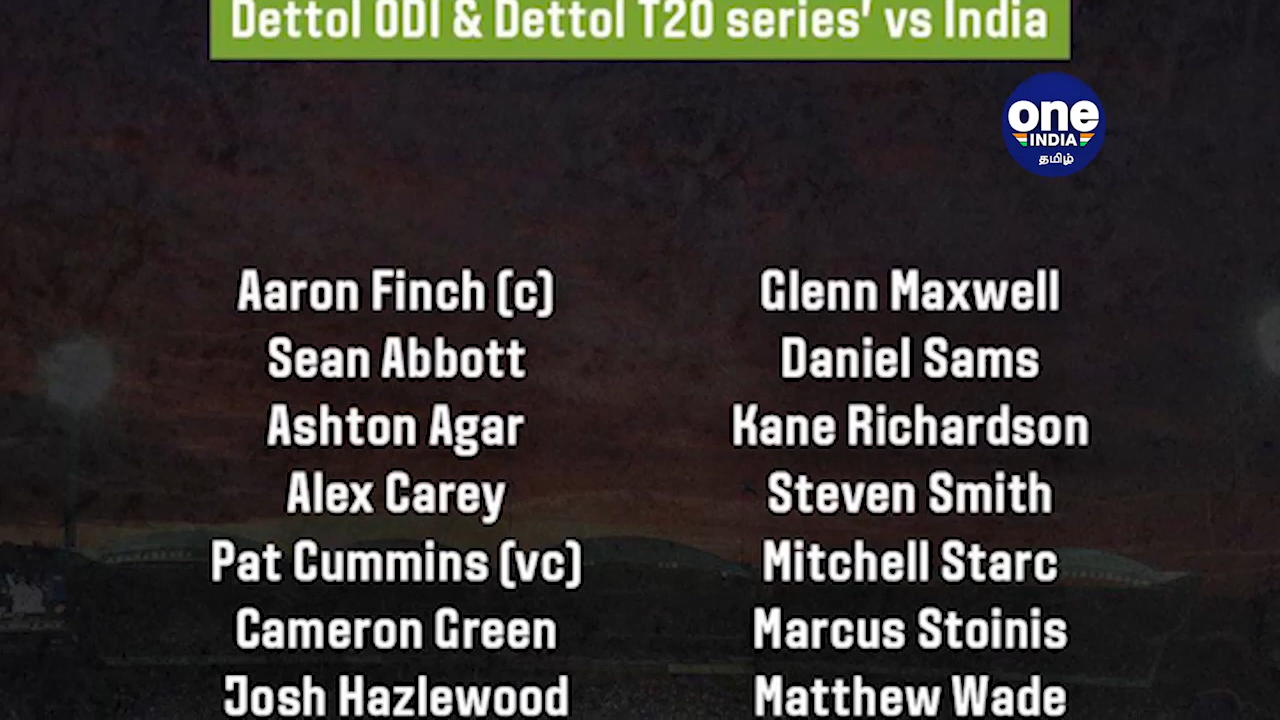 Dettol ODI & Dettol T20 series' vs India
one
INDIA
தமிழ்
Aaron Finch (c)
Sean Abbott
Ashton Agar
Alex Carey
Pat Cummins (vc)
Cameron Green
Josh Hazlewood
Glenn Maxwell
Daniel Sams
Kane Richardson
Steven Smith
Mitchell Starc
Marcus Stoinis
Matthew Wade